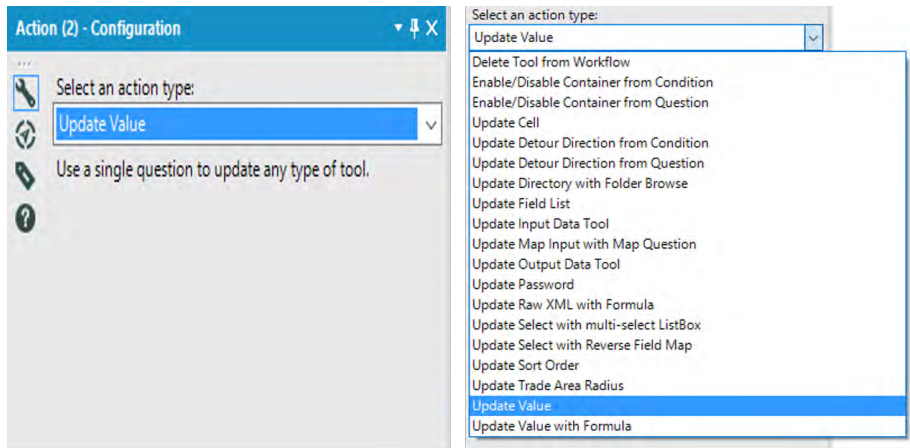 Action (2) - Configuration
Select an action type:
Update Value
Use a single question to update any type of tool.
Select an action type:
Update Value
Delete Tool from Workflow
Enable/Disable Container from Condition
Enable/Disable Container from Question
Update Cell
Update Detour Direction from Condition
Update Detour Direction from Question
Update Directory with Folder Browse
Update Field List
Update Input Data Tool
Update Map Input with Map Question
Update Output Data Tool
Update Password
Update Raw XML with Formula
Update Select with multi-select ListBox
Update Select with Reverse Field Map
Update Sort Order
Update Trade Area Radius
Update Value
Update Value with Formula